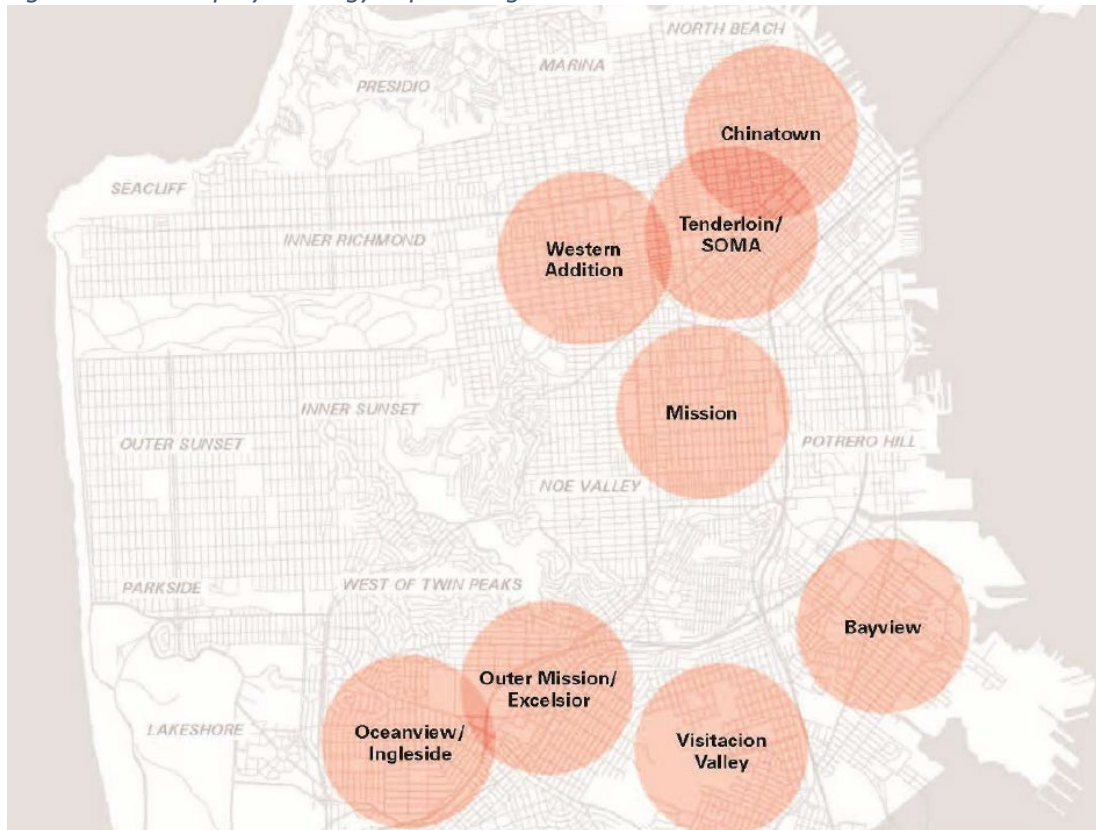 NORTH BEACH
MARINA
PRESIDIO
Chinatown
SEACLIFF
Tenderloin/
SOMA
INNER RICHMOND
Western
Addition
INNER SUNSET
Mission
OUTER SUNSET
POTRERO HILL
NOE VALLEY
PARKSIDE
WEST OF TWIN PEAKS
Bayview
Outer Mission/
Excelsior
LAKESHORE
Oceanview/
Ingleside
Visitacion
Valley